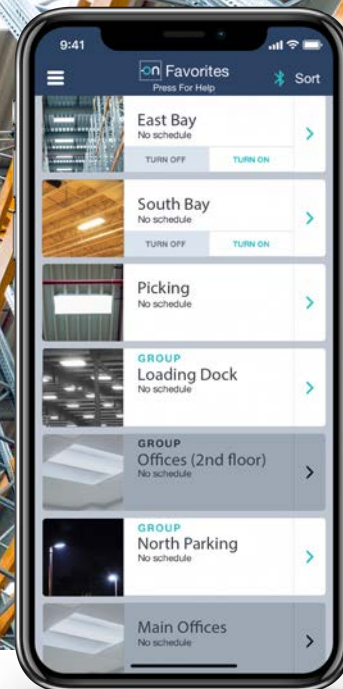 9:41
on Favorites
Press For Help
Sort
East Bay
No schedule
TURN OFF TURN ON
South Bay
No schedule
TURN OFF TURN ON
Picking
No schedule
GROUP
Loading Dock
No schedule
GROUP
Offices (2nd floor)
No schedule
GROUP
North Parking
No schedule
Main Offices
No schedule